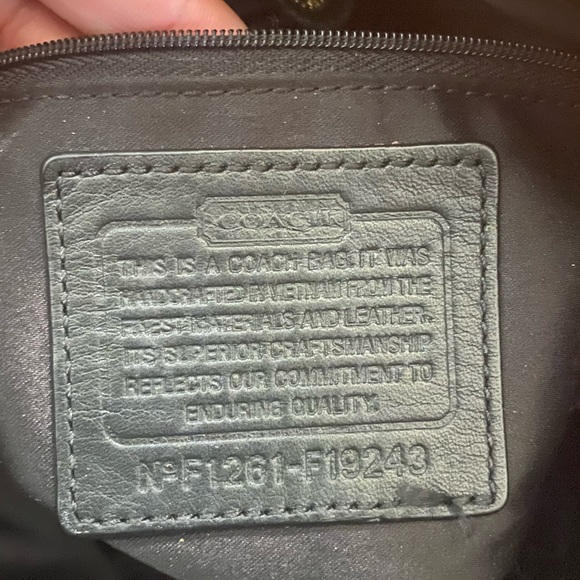 COACH
THIS IS A COACH BAG. IT WAS
HANDCRAFTED IN VIETNAM FROM THE
FINEST MATERIALS AND LEATHER.
ITS SUPERIOR CRAFTSMANSHIP
REFLECTS OUR COMMITMENT TO
ENDURING QUALITY.
Nº F1261-F19243